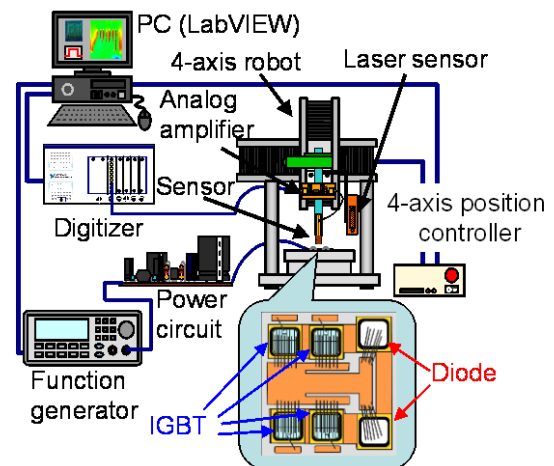 PC (LabVIEW)
4-axis robot
Laser sensor
Analog
amplifier
Sensor
Digitizer
4-axis position
controller
Power
circuit
Function
generator
IGBT
Diode